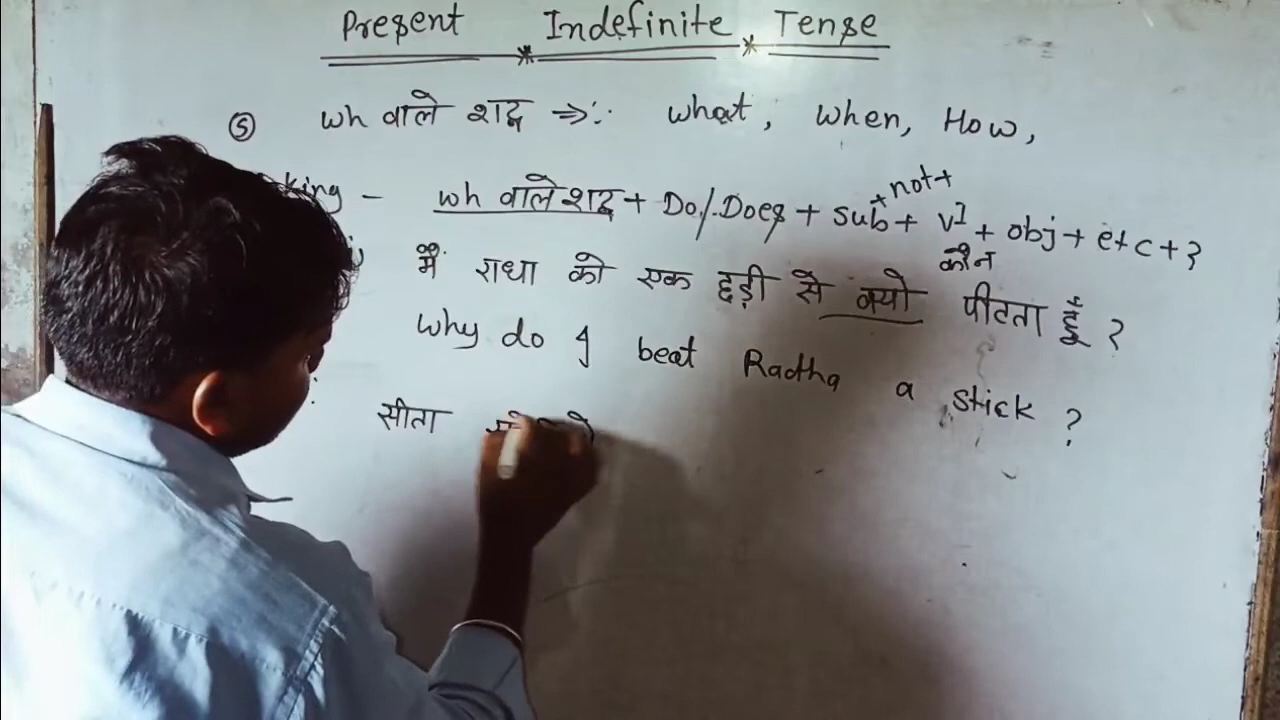 Present Indefinite Tense
⑤ Wh वाले शब्द ⇒: What, When, How,
king - Wh वाले शब्द + Do/Does + Sub + not + V1 + obj + etc + ?
कौन
मैं राधा को एक छड़ी से क्यो पीटता हूँ ?
Why do I beat Radha a stick ?
सीता